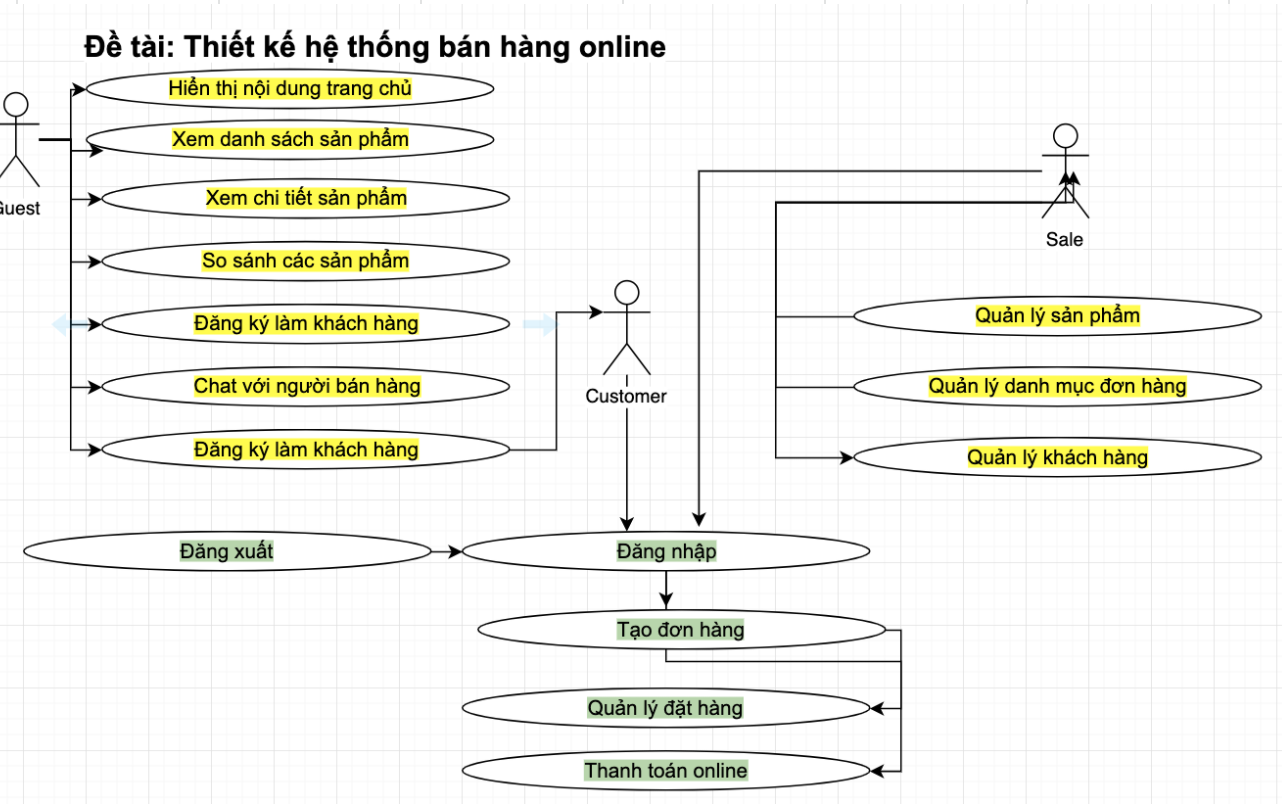 Đề tài: Thiết kế hệ thống bán hàng online
Hiển thị nội dung trang chủ
Xem danh sách sản phẩm
Xem chi tiết sản phẩm
Guest
Sale
So sánh các sản phẩm
Đăng ký làm khách hàng
Quản lý sản phẩm
Chat với người bán hàng
Customer
Quản lý danh mục đơn hàng
Đăng ký làm khách hàng
Quản lý khách hàng
Đăng xuất
Đăng nhập
Tạo đơn hàng
Quản lý đặt hàng
Thanh toán online